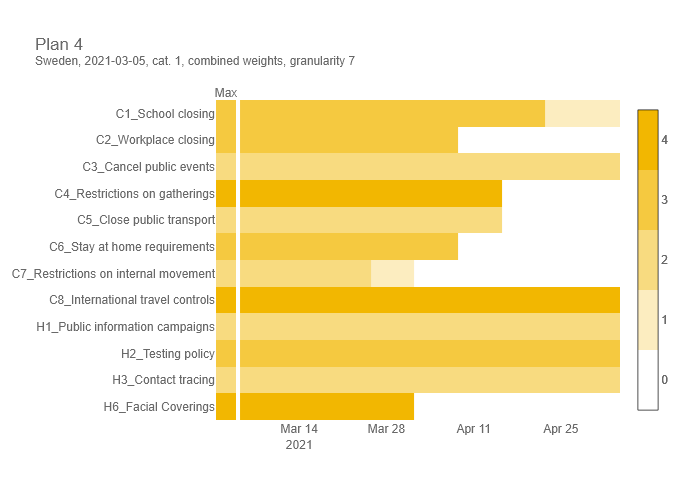 Plan 4
Sweden, 2021-03-05, cat. 1, combined weights, granularity 7
Max
C1_School closing
C2_Workplace closing
C3_Cancel public events
C4_Restrictions on gatherings
C5_Close public transport
C6_Stay at home requirements
C7_Restrictions on internal movement
C8_International travel controls
H1_Public information campaigns
H2_Testing policy
H3_Contact tracing
H6_Facial Coverings
Mar 14 Mar 28 Apr 11 Apr 25
2021
4
3
2
1
0